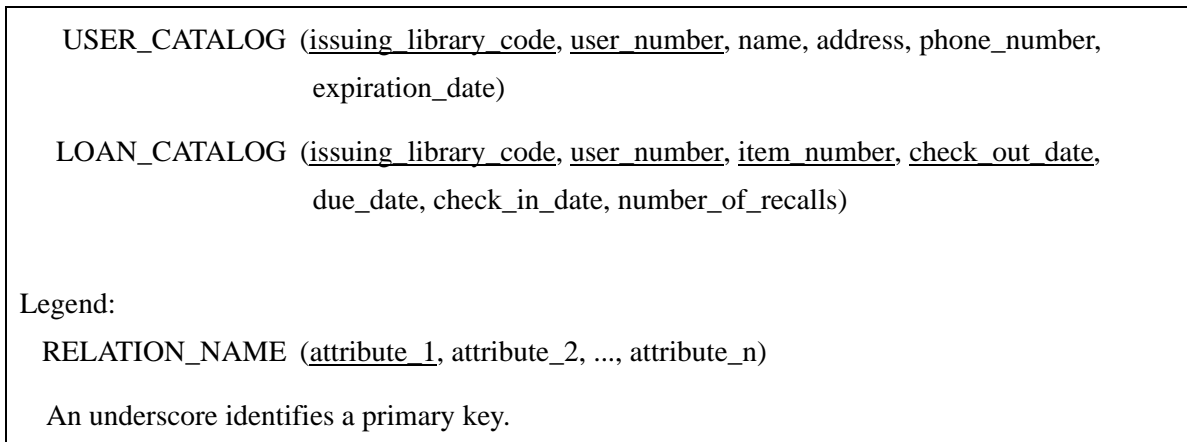 USER_CATALOG (issuing_library_code, user_number, name, address, phone_number,
expiration_date)
LOAN_CATALOG (issuing_library_code, user_number, item_number, check_out_date,
due_date, check_in_date, number_of_recalls)
Legend:
RELATION_NAME (attribute_1, attribute_2, ..., attribute_n)
An underscore identifies a primary key.